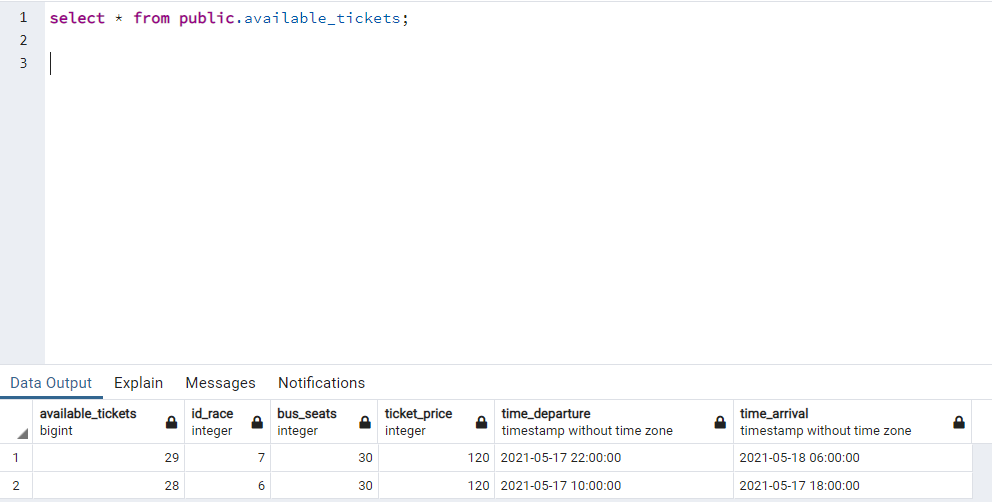 1 select * from public.available_tickets;
2
3
Data Output Explain Messages Notifications
available_tickets id_race bus_seats ticket_price time_departure time_arrival
bigint integer integer integer timestamp without time zone timestamp without time zone
1 29 7 30 120 2021-05-17 22:00:00 2021-05-18 06:00:00
2 28 6 30 120 2021-05-17 10:00:00 2021-05-17 18:00:00